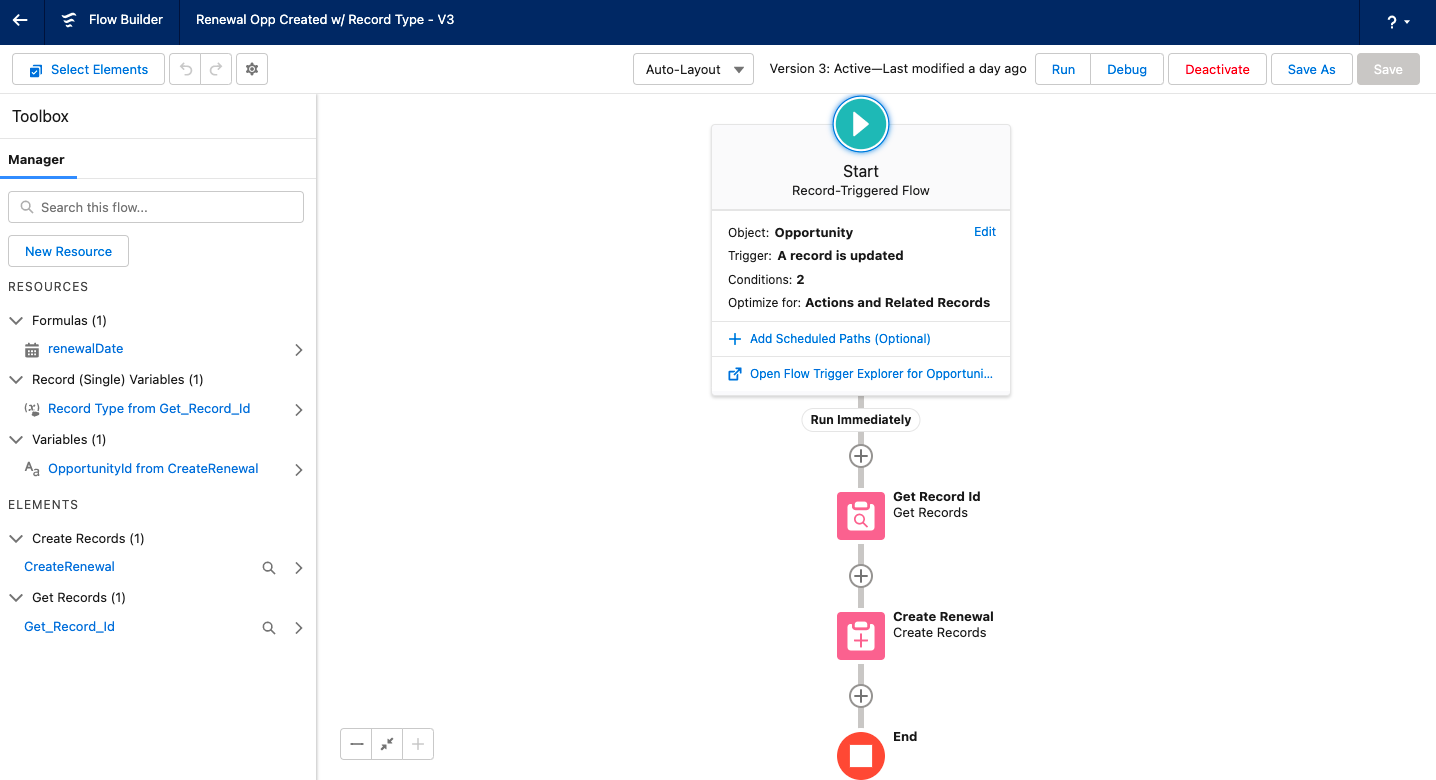 Flow Builder
Renewal Opp Created w/ Record Type - V3
?
Select Elements
Auto-Layout
Version 3: Active—Last modified a day ago
Run
Debug
Deactivate
Save As
Save
Toolbox
Manager
Search this flow...
New Resource
RESOURCES
Formulas (1)
renewalDate
Record (Single) Variables (1)
Record Type from Get_Record_Id
Variables (1)
OpportunityId from CreateRenewal
ELEMENTS
Create Records (1)
CreateRenewal
Get Records (1)
Get_Record_Id
Start
Record-Triggered Flow
Object: Opportunity
Edit
Trigger: A record is updated
Conditions: 2
Optimize for: Actions and Related Records
Add Scheduled Paths (Optional)
Open Flow Trigger Explorer for Opportuni...
Run Immediately
Get Record Id
Get Records
Create Renewal
Create Records
End